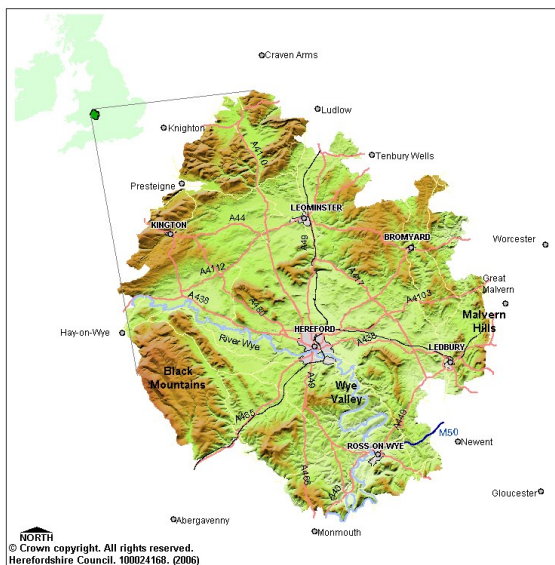 Craven Arms
Ludlow
Knighton
A4110
Tenbury Wells
Presteigne
LEOMINSTER
KINGTON
A44
BROMYARD
Worcester
A49
A4112
A417
Great
Malvern
A438
A4103
Malvern
Hills
A480
Hay-on-Wye
River Wye
HEREFORD
A438
LEDBURY
Black
Mountains
A49
Wye
Valley
A465
A449
M50
Newent
ROSS-ON-WYE
A466
A40
Gloucester
Abergavenny
Monmouth
NORTH
© Crown copyright. All rights reserved.
Herefordshire Council. 100024168. (2006)